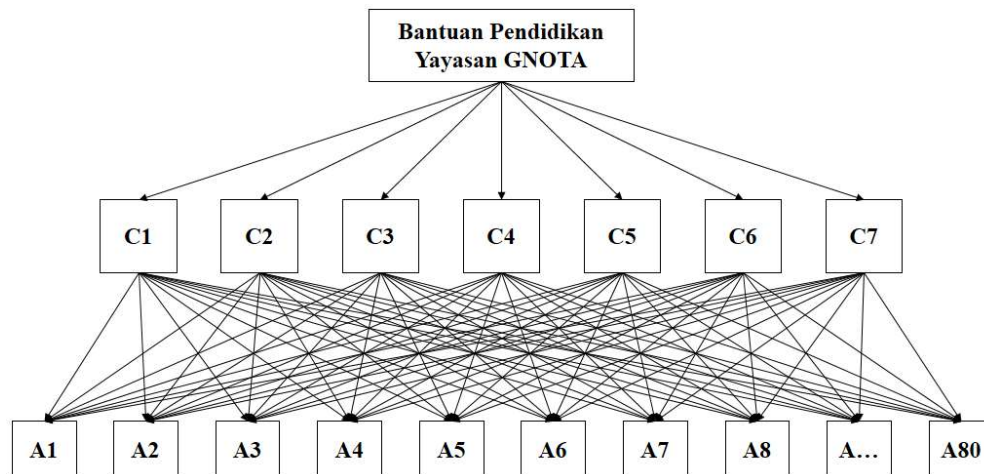 Bantuan Pendidikan
Yayasan GNOTA
C1 C2 C3 C4 C5 C6 C7
A1 A2 A3 A4 A5 A6 A7 A8 A... A80